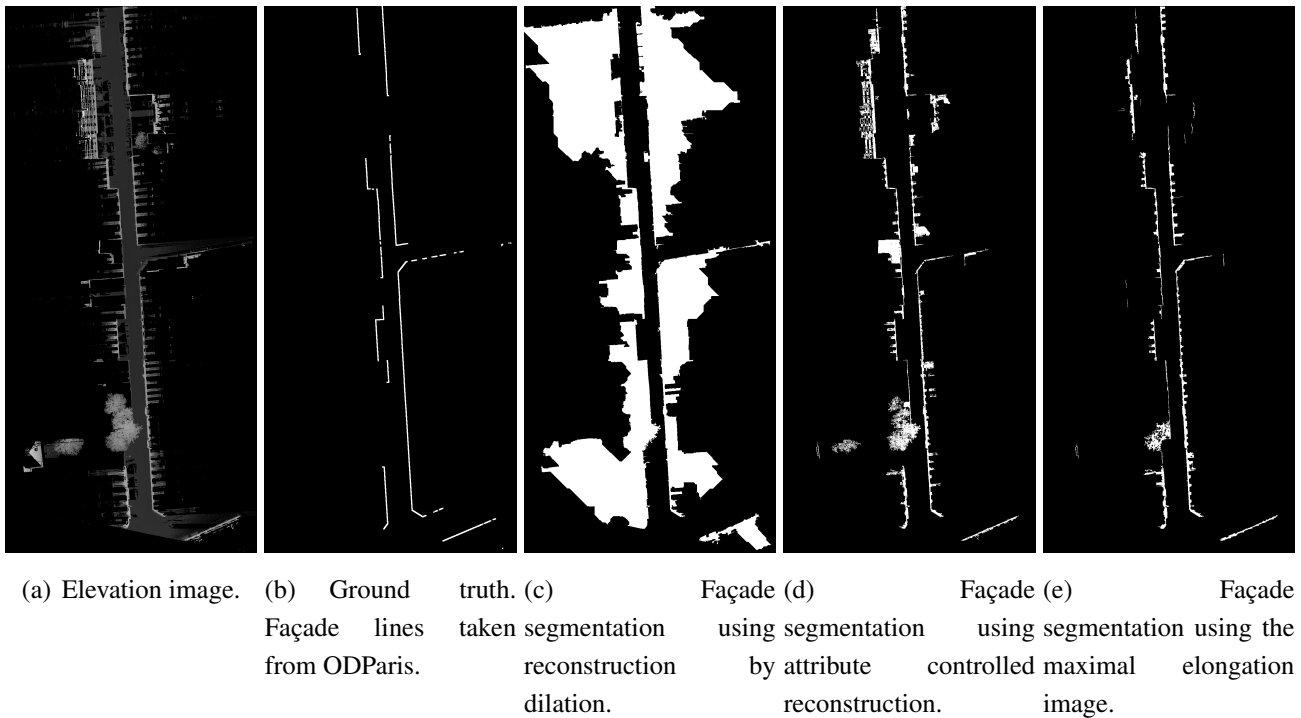 (a) Elevation image.
(b) Ground truth.
Façade lines taken
from ODParis.
(c) Façade
segmentation using
reconstruction by
dilation.
(d) Façade
segmentation using
attribute controlled
reconstruction.
(e) Façade
segmentation using the
maximal elongation
image.